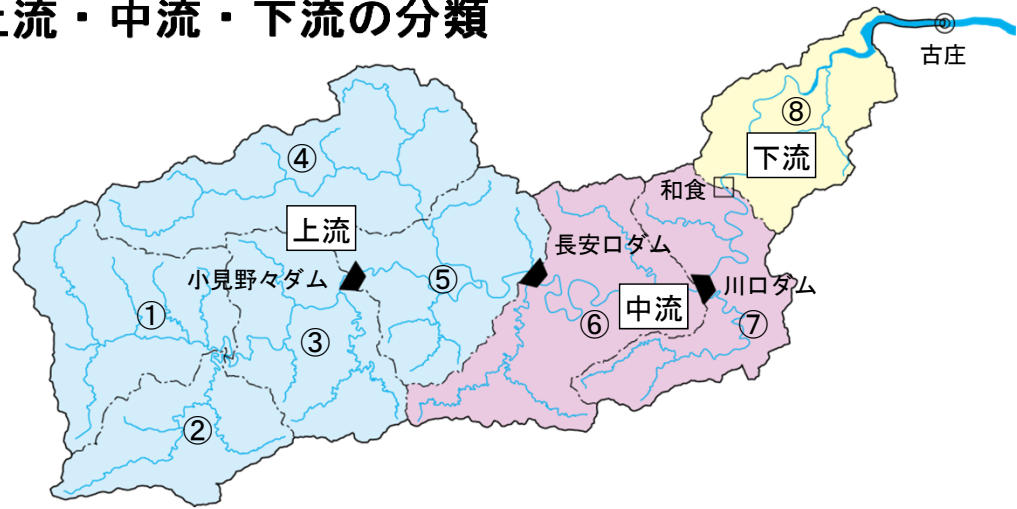 上流・中流・下流の分類
古庄
⑧
下流
④
和食
上流
長安口ダム
小見野々ダム
⑤
川口ダム
①
中流
⑥
⑦
③
②